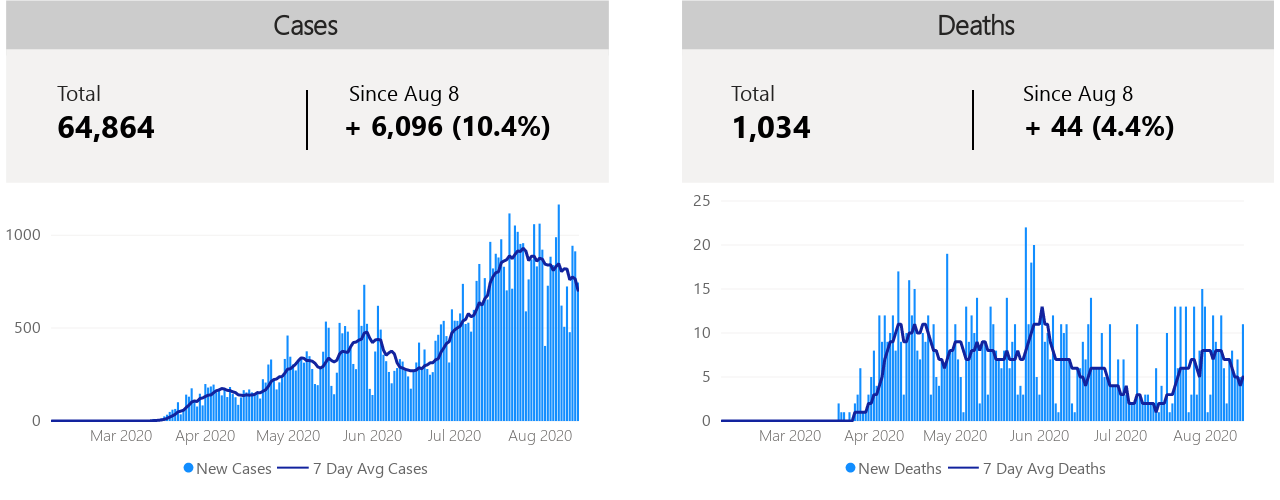 Cases
Total
64,864
Since Aug 8
+ 6,096 (10.4%)
1000
500
0
Mar 2020 Apr 2020 May 2020 Jun 2020 Jul 2020 Aug 2020
New Cases 7 Day Avg Cases
Deaths
Total
1,034
Since Aug 8
+ 44 (4.4%)
25
20
15
10
5
0
Mar 2020 Apr 2020 May 2020 Jun 2020 Jul 2020 Aug 2020
New Deaths 7 Day Avg Deaths